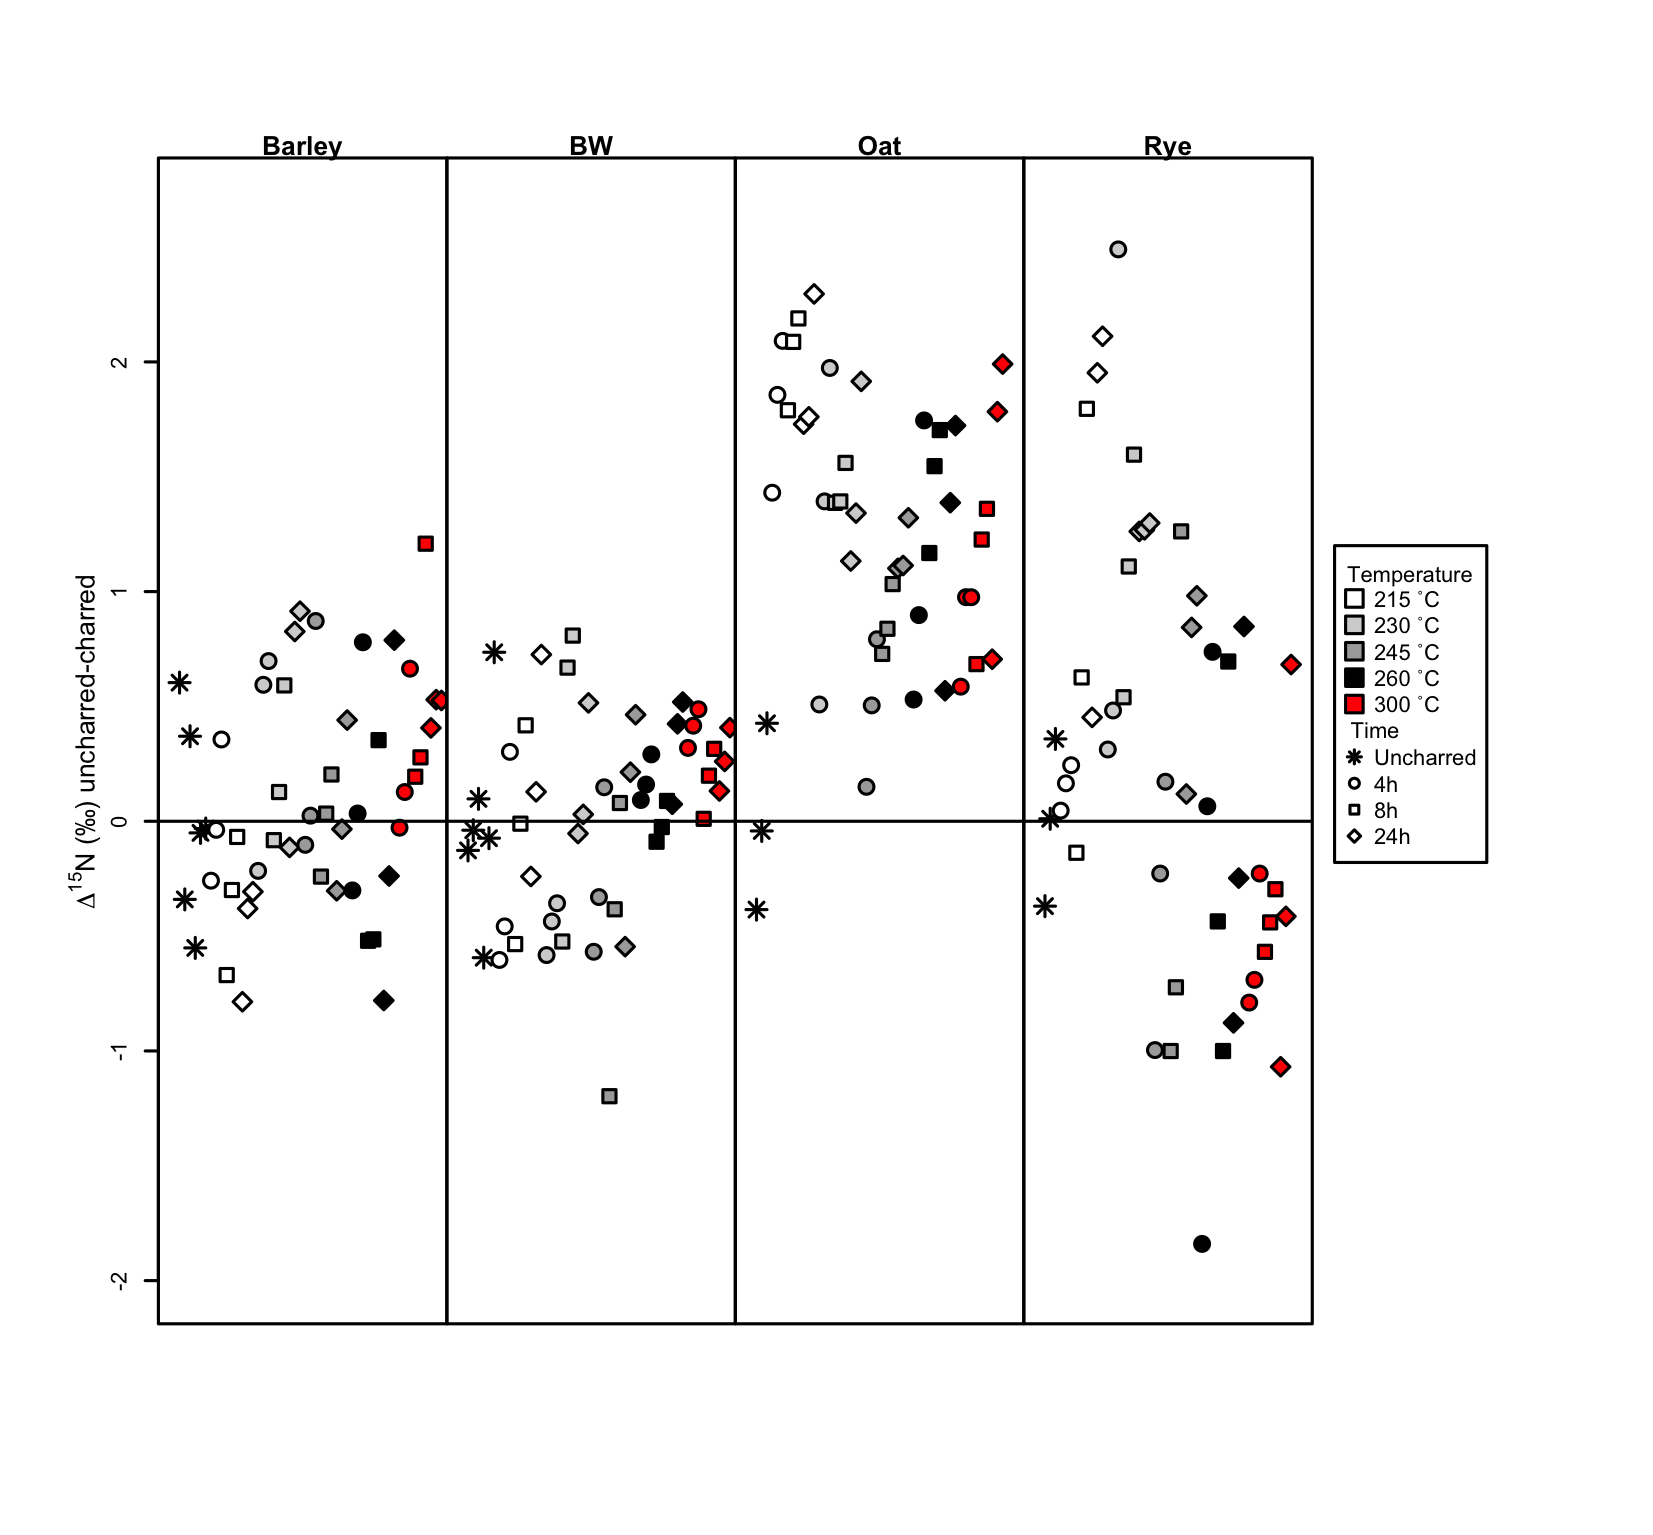 Barley BW Oat Rye
2
1
0
-1
-2
Δ¹⁵N (‰) uncharred-charred
Temperature
215 °C
230 °C
245 °C
260 °C
300 °C
Time
Uncharred
4h
8h
24h